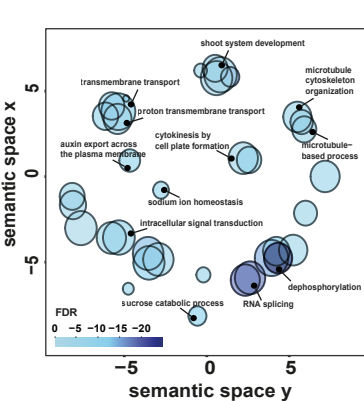 shoot system development
transmembrane transport
microtubule
cytoskeleton
organization
proton transmembrane transport
cytokinesis by
cell plate formation
auxin export across
the plasma membrane
microtubule-
based process
sodium ion homeostasis
intracellular signal transduction
dephosphorylation
sucrose catabolic process
RNA splicing
FDR
0 −5 −10 −15 −20
semantic space x
5
0
−5
−5 0 5
semantic space y